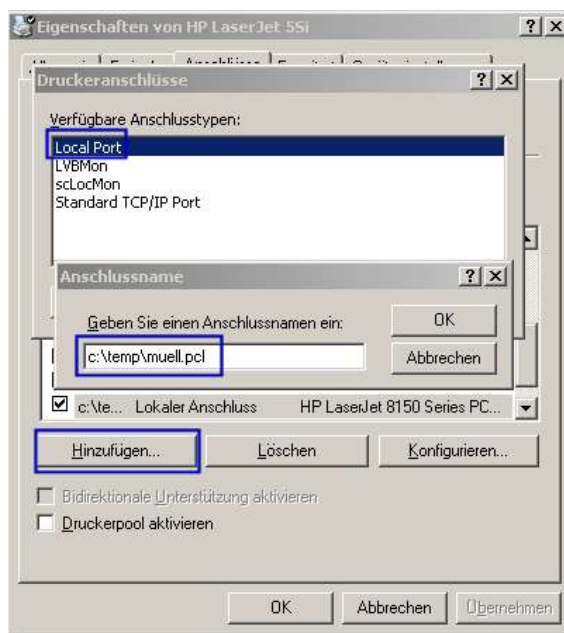 Eigenschaften von HP LaserJet 5Si
Druckeranschlüsse
Verfügbare Anschlusstypen:
Local Port
LVBMon
scLocMon
Standard TCP/IP Port
Anschlussname
Geben Sie einen Anschlussnamen ein:
OK
c:\temp\muell.pcl
Abbrechen
c:\te... Lokaler Anschluss HP LaserJet 8150 Series PC...
Hinzufügen... Löschen Konfigurieren...
Bidirektionale Unterstützung aktivieren
Druckerpool aktivieren
OK Abbrechen Übernehmen